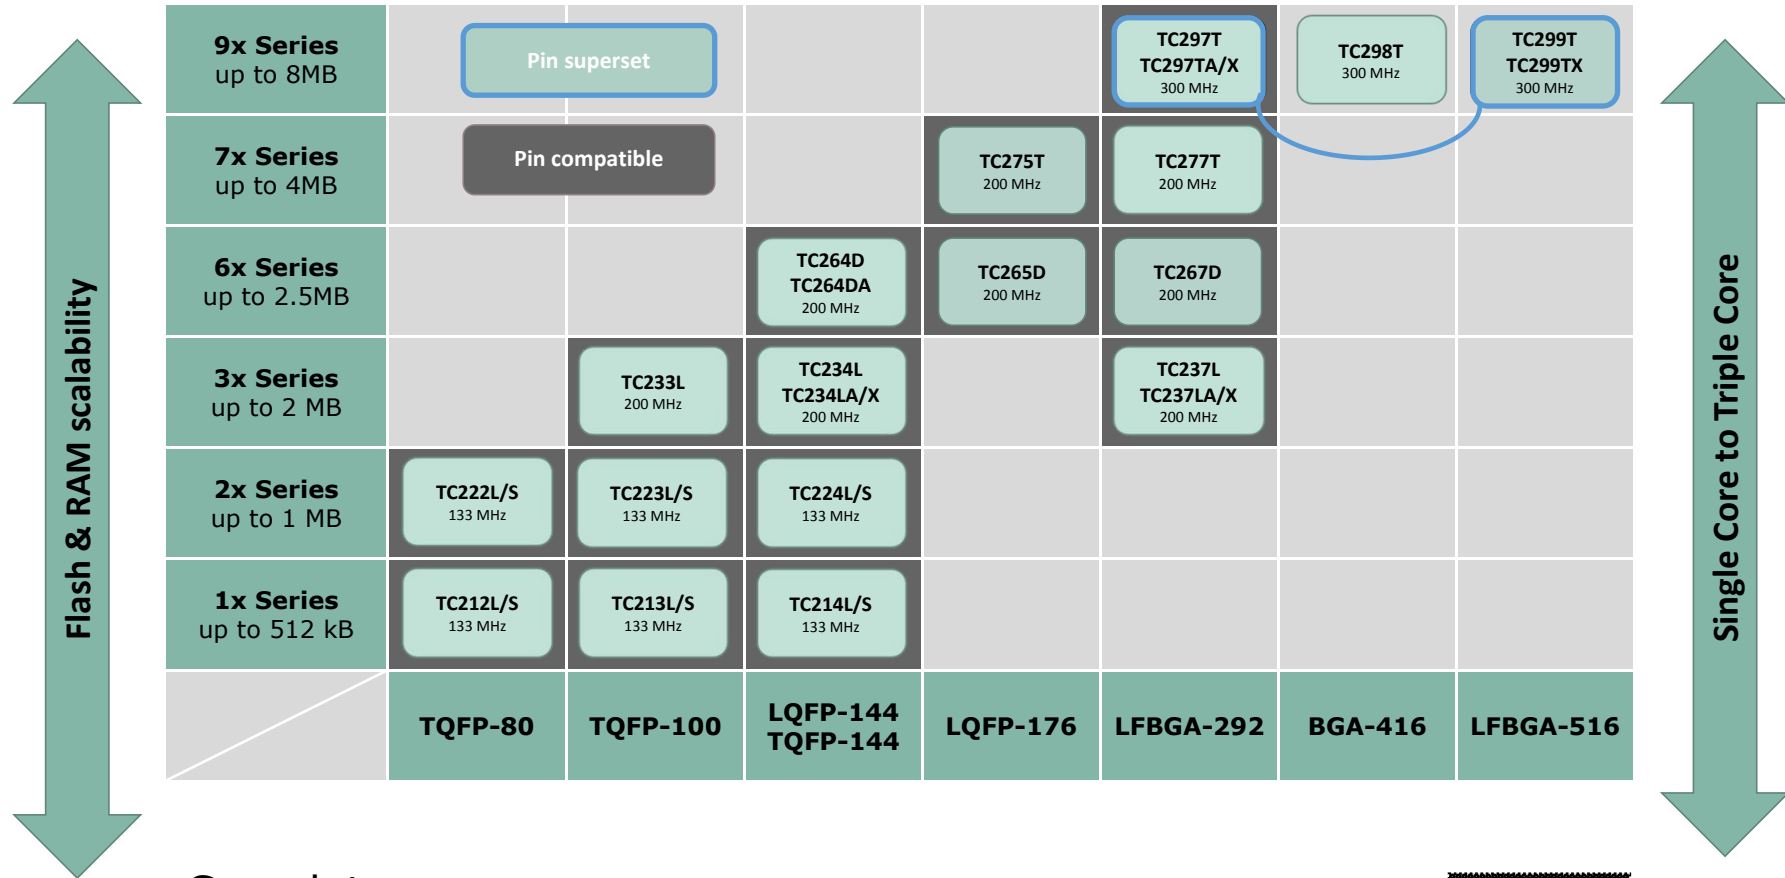 9x Series
up to 8MB
Pin superset
TC297T
TC297TA/X
300 MHz
TC298T
300 MHz
TC299T
TC299TX
300 MHz
7x Series
up to 4MB
Pin compatible
TC275T
200 MHz
TC277T
200 MHz
6x Series
up to 2.5MB
TC264D
TC264DA
200 MHz
TC265D
200 MHz
TC267D
200 MHz
3x Series
up to 2 MB
TC233L
200 MHz
TC234L
TC234LA/X
200 MHz
TC237L
TC237LA/X
200 MHz
2x Series
up to 1 MB
TC222L/S
133 MHz
TC223L/S
133 MHz
TC224L/S
133 MHz
1x Series
up to 512 kB
TC212L/S
133 MHz
TC213L/S
133 MHz
TC214L/S
133 MHz
TQFP-80
TQFP-100
LQFP-144
TQFP-144
LQFP-176
LFBGA-292
BGA-416
LFBGA-516
Flash & RAM scalability
Single Core to Triple Core